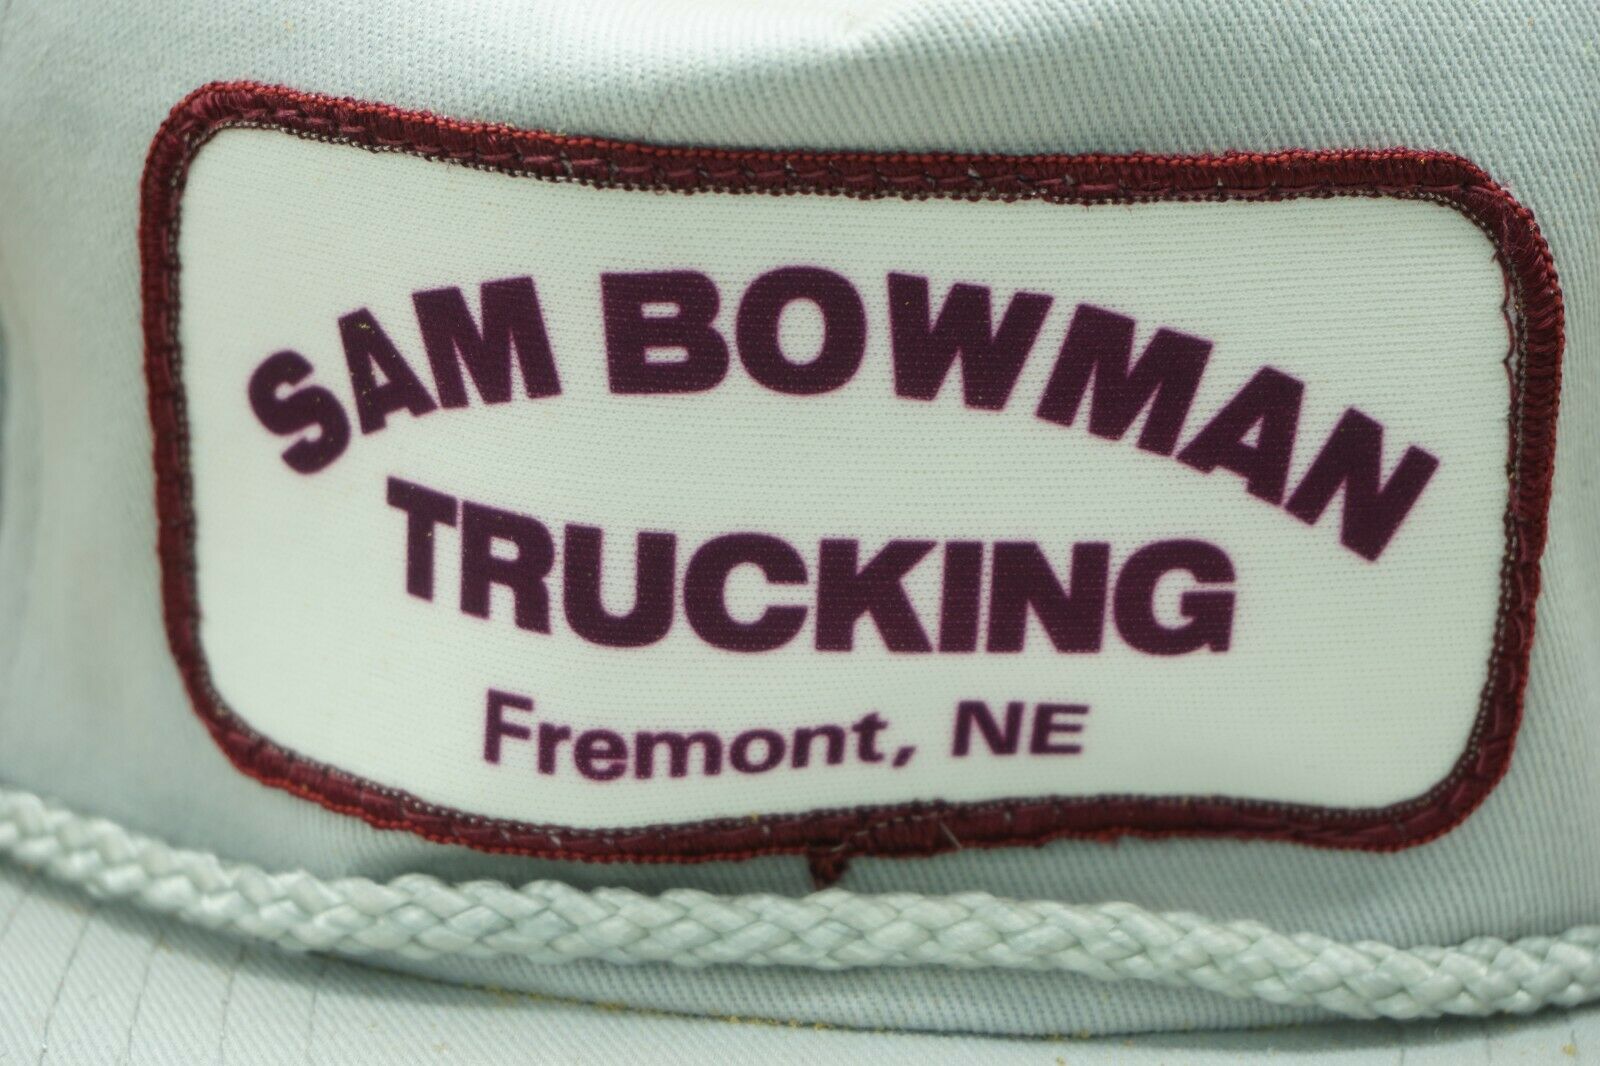 SAM BOWMAN
TRUCKING
Fremont, NE